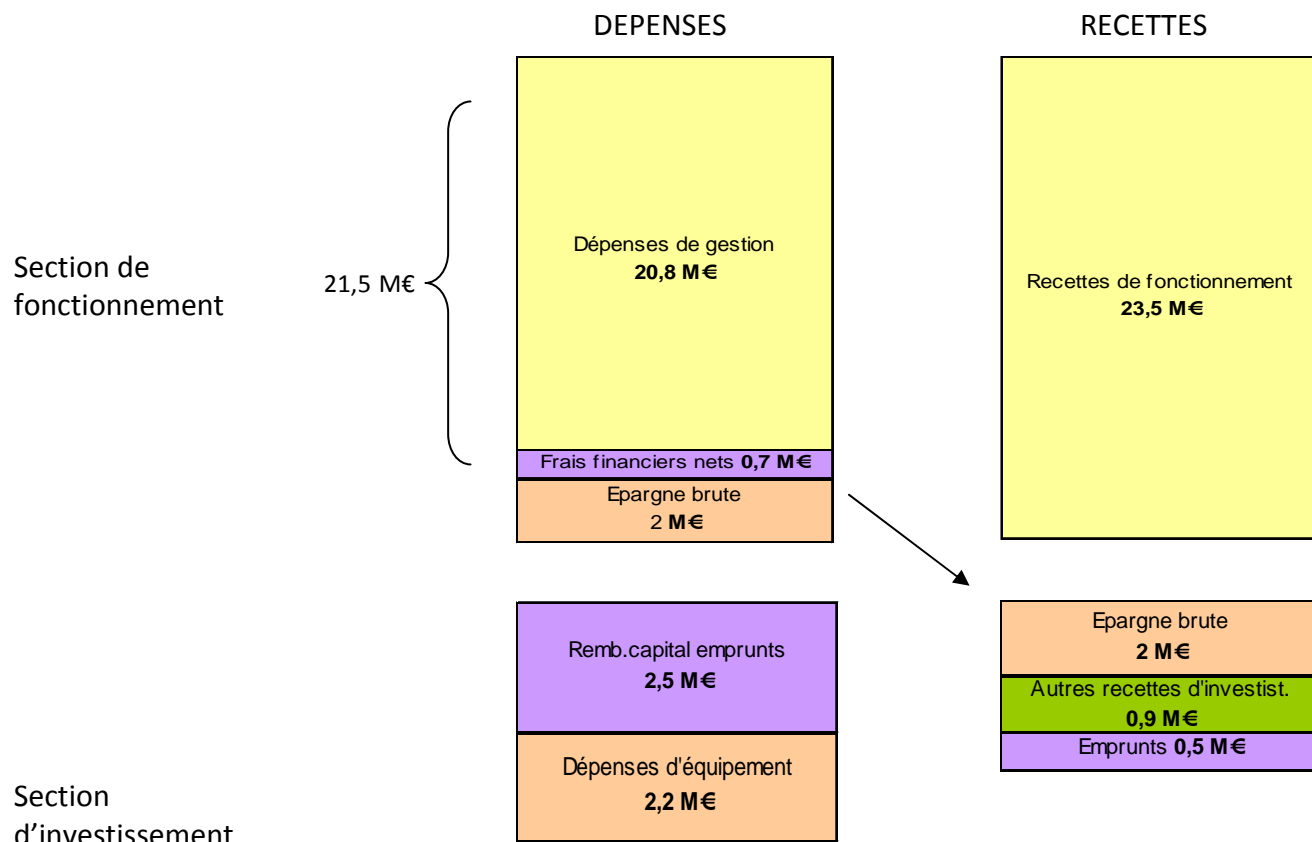 DEPENSES
RECETTES
Dépenses de gestion
20,8 M€
Section de
fonctionnement
21,5 M€
Recettes de fonctionnement
23,5 M€
Frais financiers nets 0,7 M€
Epargne brute
2 M€
Remb.capital emprunts
2,5 M€
Epargne brute
2 M€
Autres recettes d'investist.
0,9 M€
Emprunts 0,5 M€
Dépenses d'équipement
2,2 M€
Section
d’investissement